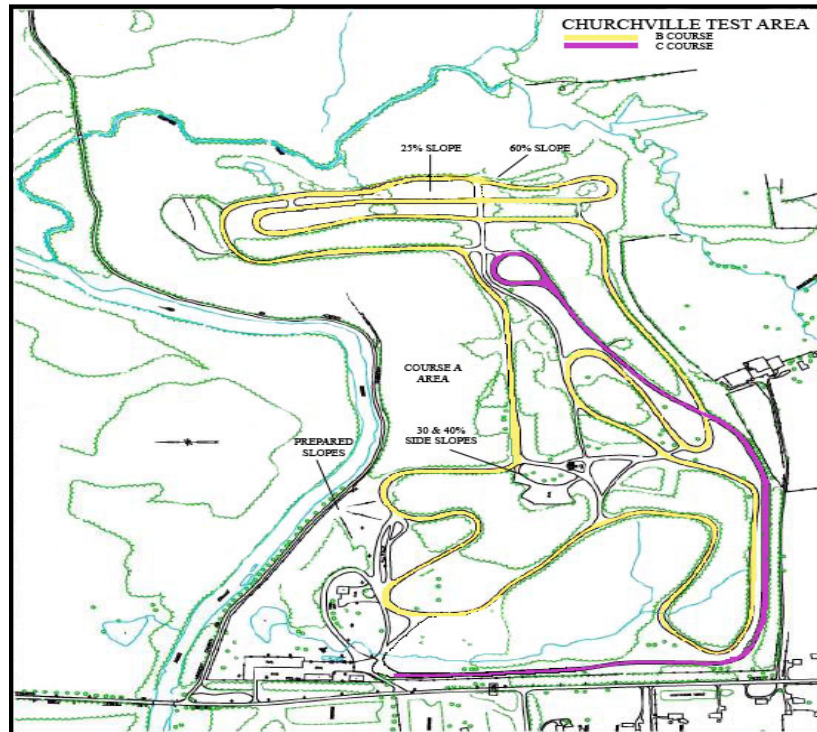 CHURCHVILLE TEST AREA
B COURSE
C COURSE
25% SLOPE
60% SLOPE
COURSE A
AREA
30 & 40%
SIDE SLOPES
PREPARED
SLOPES